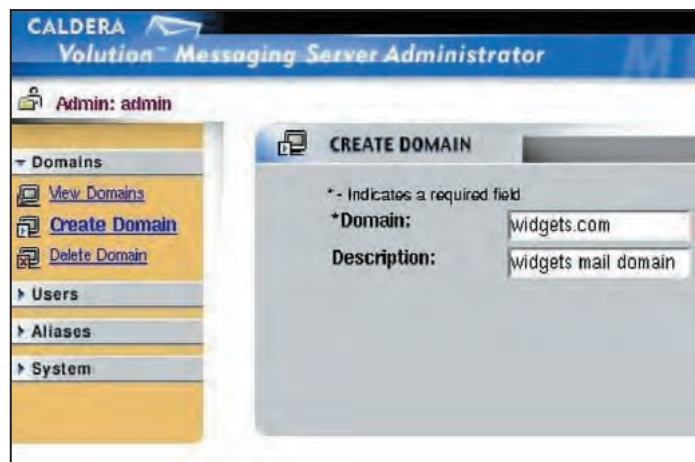 CALDERA
Volution™ Messaging Server Administrator
Admin: admin
Domains
View Domains
Create Domain
Delete Domain
Users
Aliases
System
CREATE DOMAIN
* - Indicates a required field
*Domain: widgets.com
Description: widgets mail domain